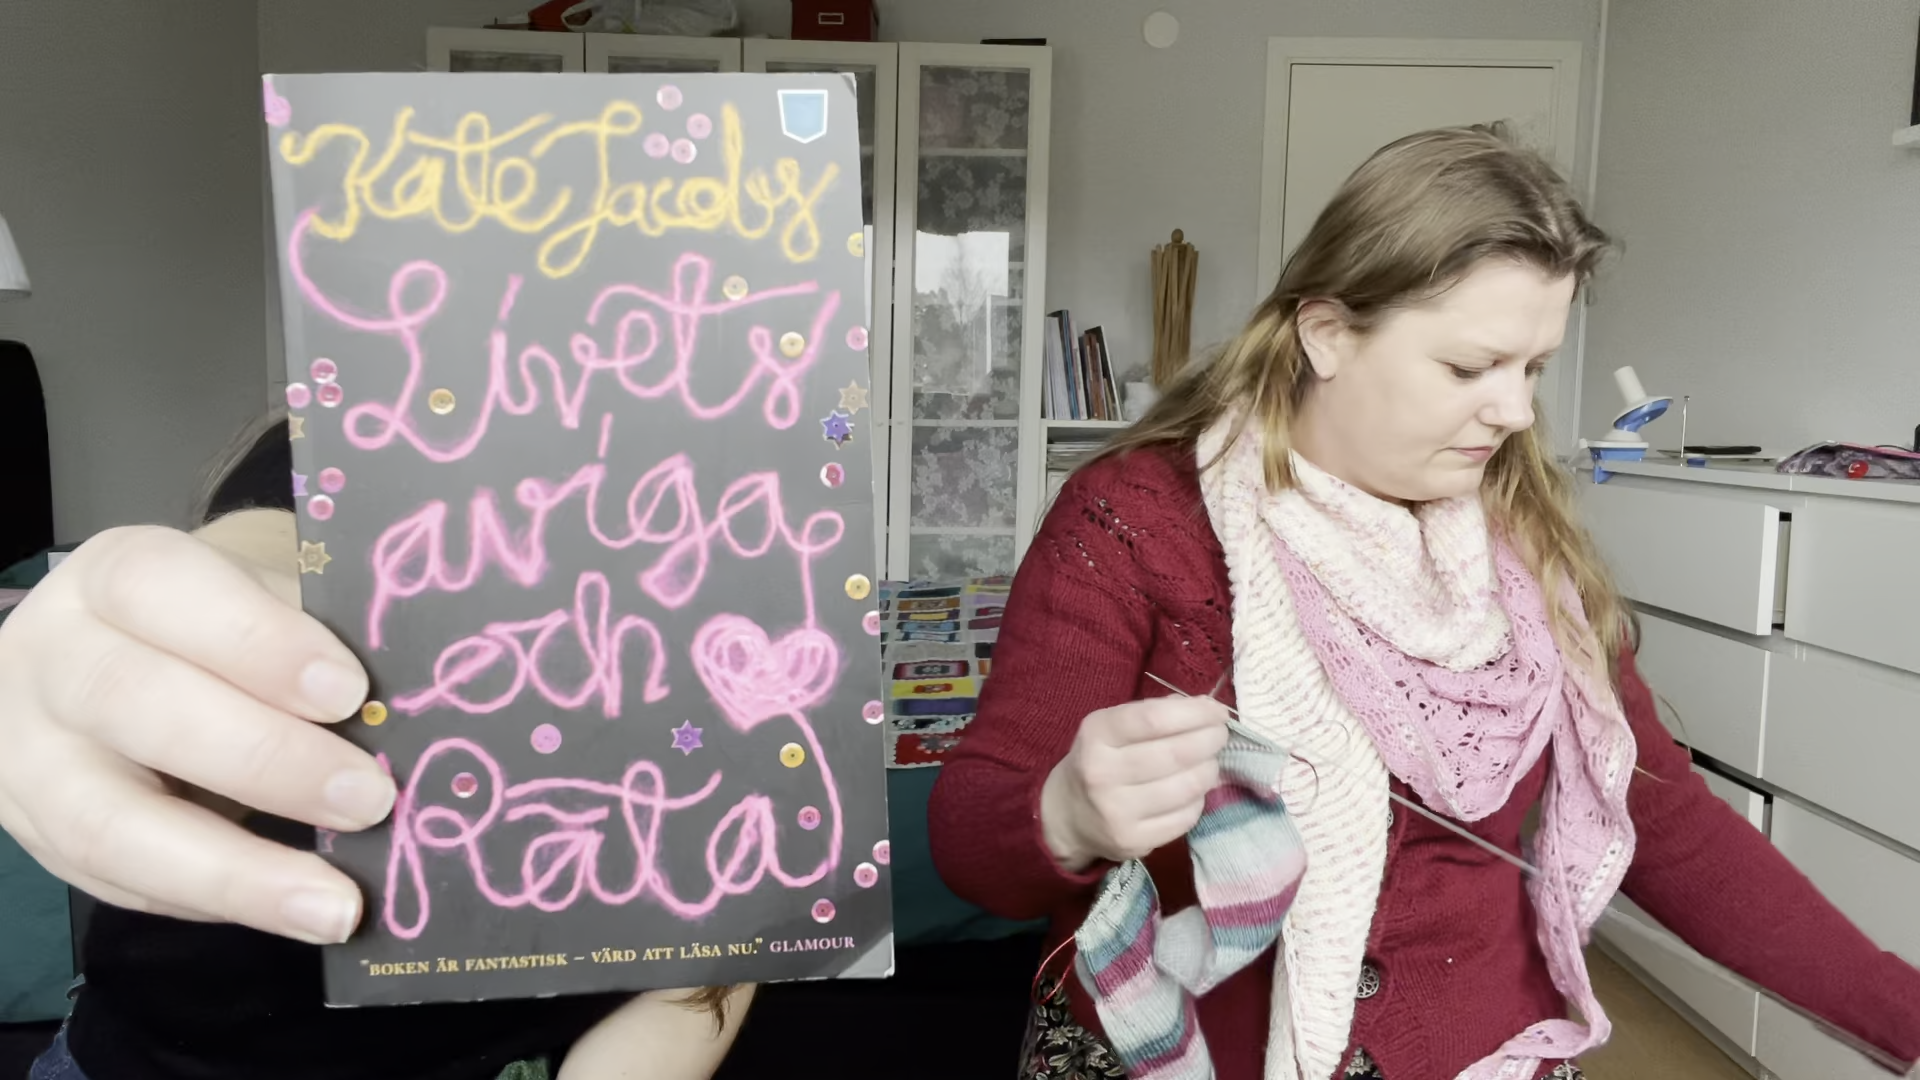 Kate Jacobs
Livets
aviga
och
Räta
"BOKEN ÄR FANTASTISK – VÄRD ATT LÄSA NU." GLAMOUR